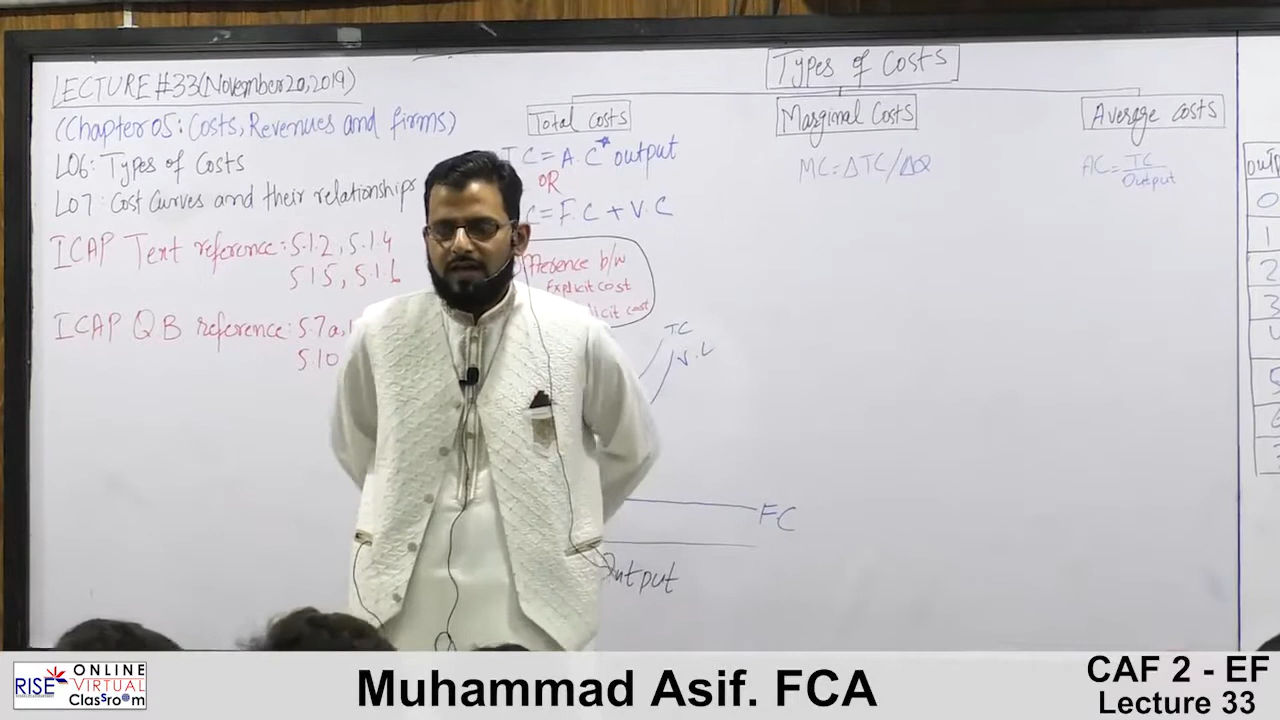 LECTURE #33 (November 20, 2019)
(Chapter 05: Costs, Revenues and firms)
LO6: Types of Costs
LO7: Cost Curves and their relationships
ICAP Text reference: 5.1.2, 5.1.4
5.1.5, 5.1.6
ICAP QB reference: 5.7a, 1
5.10
Types of Costs
Total Costs
C = A.C * output
OR
C = F.C + V.C
b/w
Explicit cost
cost
TC
V.C
FC
Output
Marginal Costs
MC = ΔTC/ΔQ
Average Costs
AC = TC
Output
0
1
2
3
RISE
ONLINE
VIRTUAL
ClassroOm
Muhammad Asif. FCA
CAF 2 - EF
Lecture 33